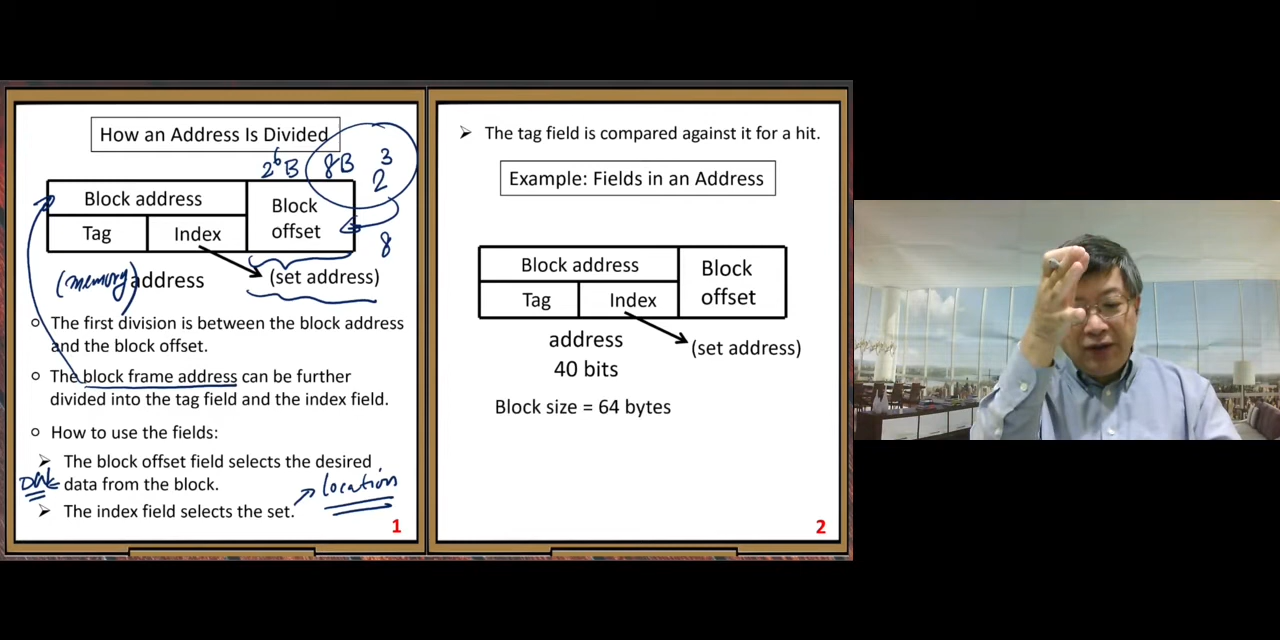 How an Address Is Divided
2⁶B 8B 3
2
Block address
Block
offset
Tag
Index
8
(memory) address
(set address)
The first division is between the block address
and the block offset.
The block frame address can be further
divided into the tag field and the index field.
How to use the fields:
The block offset field selects the desired
data from the block.
location
The index field selects the set.
1
The tag field is compared against it for a hit.
Example: Fields in an Address
Block address
Block
offset
Tag
Index
address
(set address)
40 bits
Block size = 64 bytes
2